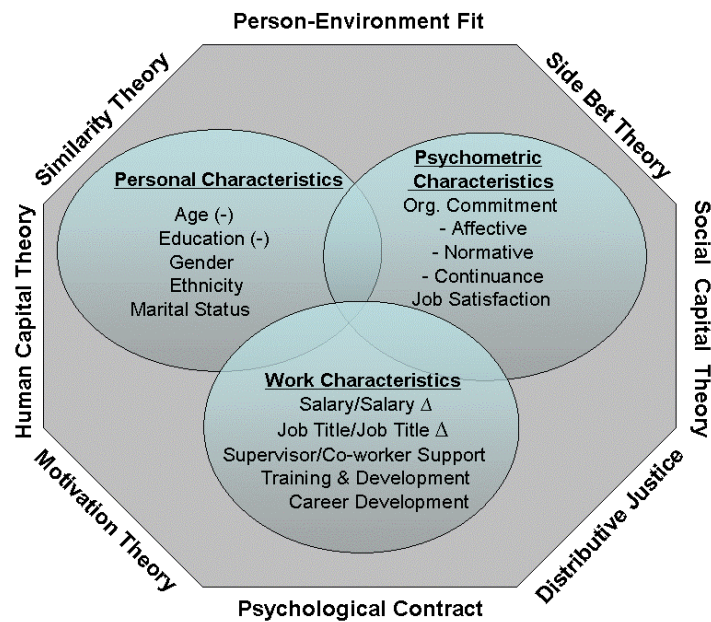 Person-Environment Fit
Similarity Theory
Side Bet Theory
Human Capital Theory
Social Capital Theory
Personal Characteristics
Age (-)
Education (-)
Gender
Ethnicity
Marital Status
Psychometric
Characteristics
Org. Commitment
- Affective
- Normative
- Continuance
Job Satisfaction
Work Characteristics
Salary/Salary Δ
Job Title/Job Title Δ
Supervisor/Co-worker Support
Training & Development
Career Development
Motivation Theory
Distributive Justice
Psychological Contract